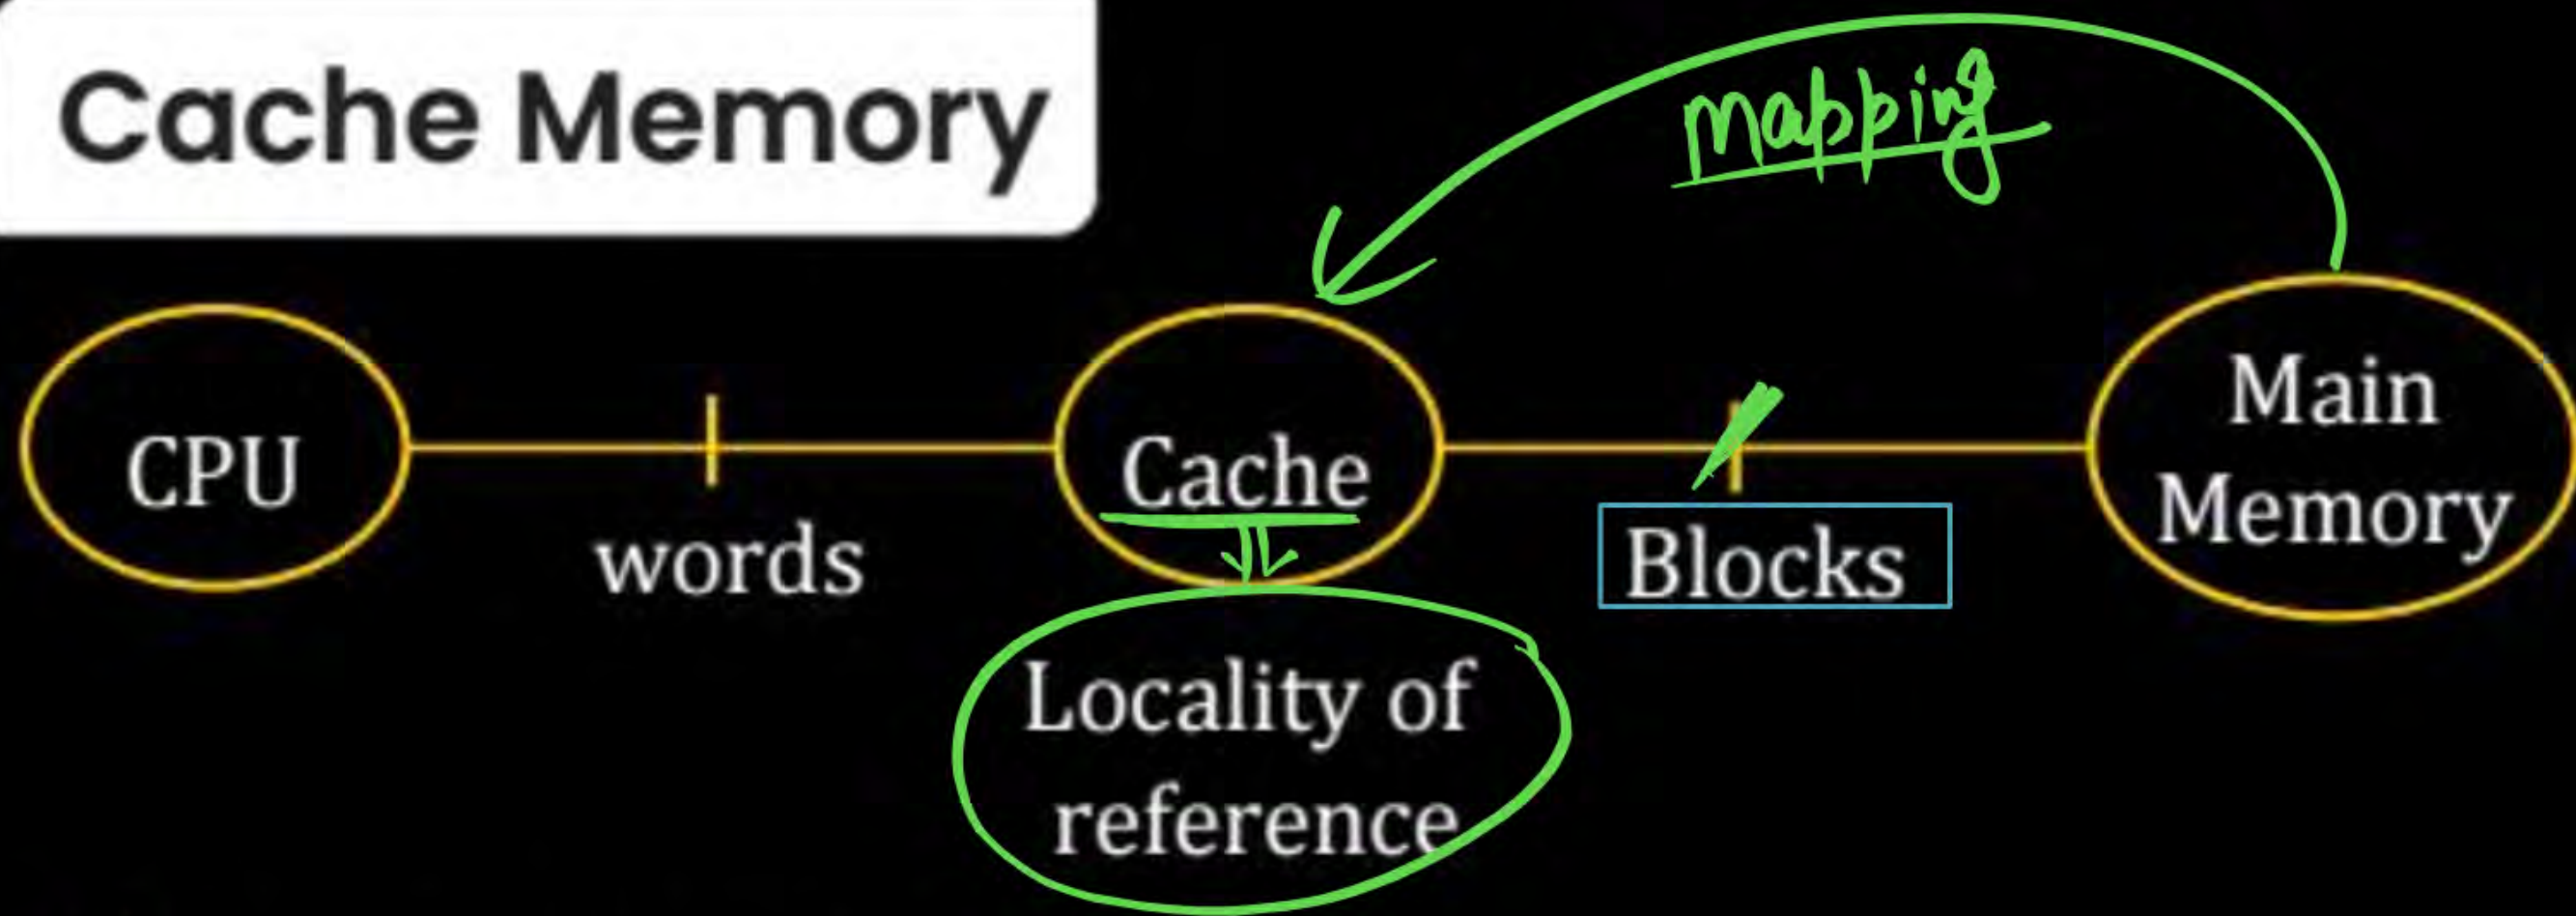 Cache Memory
mapping
CPU
words
Cache
Blocks
Main
Memory
Locality of
reference